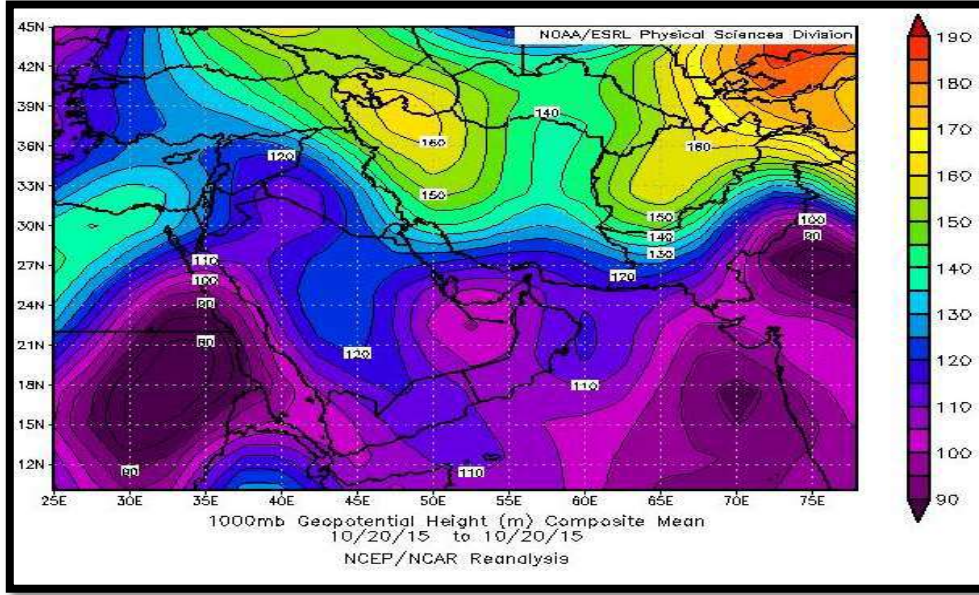 NOAA/ESRL Physical Sciences Division
45N
42N
39N
36N
33N
30N
27N
24N
21N
18N
15N
12N
160
140
160
120
150
150
140
130
120
100
90
110
100
90
80
120
110
80
110
25E
30E
35E
40E
45E
50E
55E
60E
65E
70E
75E
190
180
170
160
150
140
130
120
110
100
90
1000mb Geopotential Height (m) Composite Mean
10/20/15 to 10/20/15
NCEP/NCAR Reanalysis